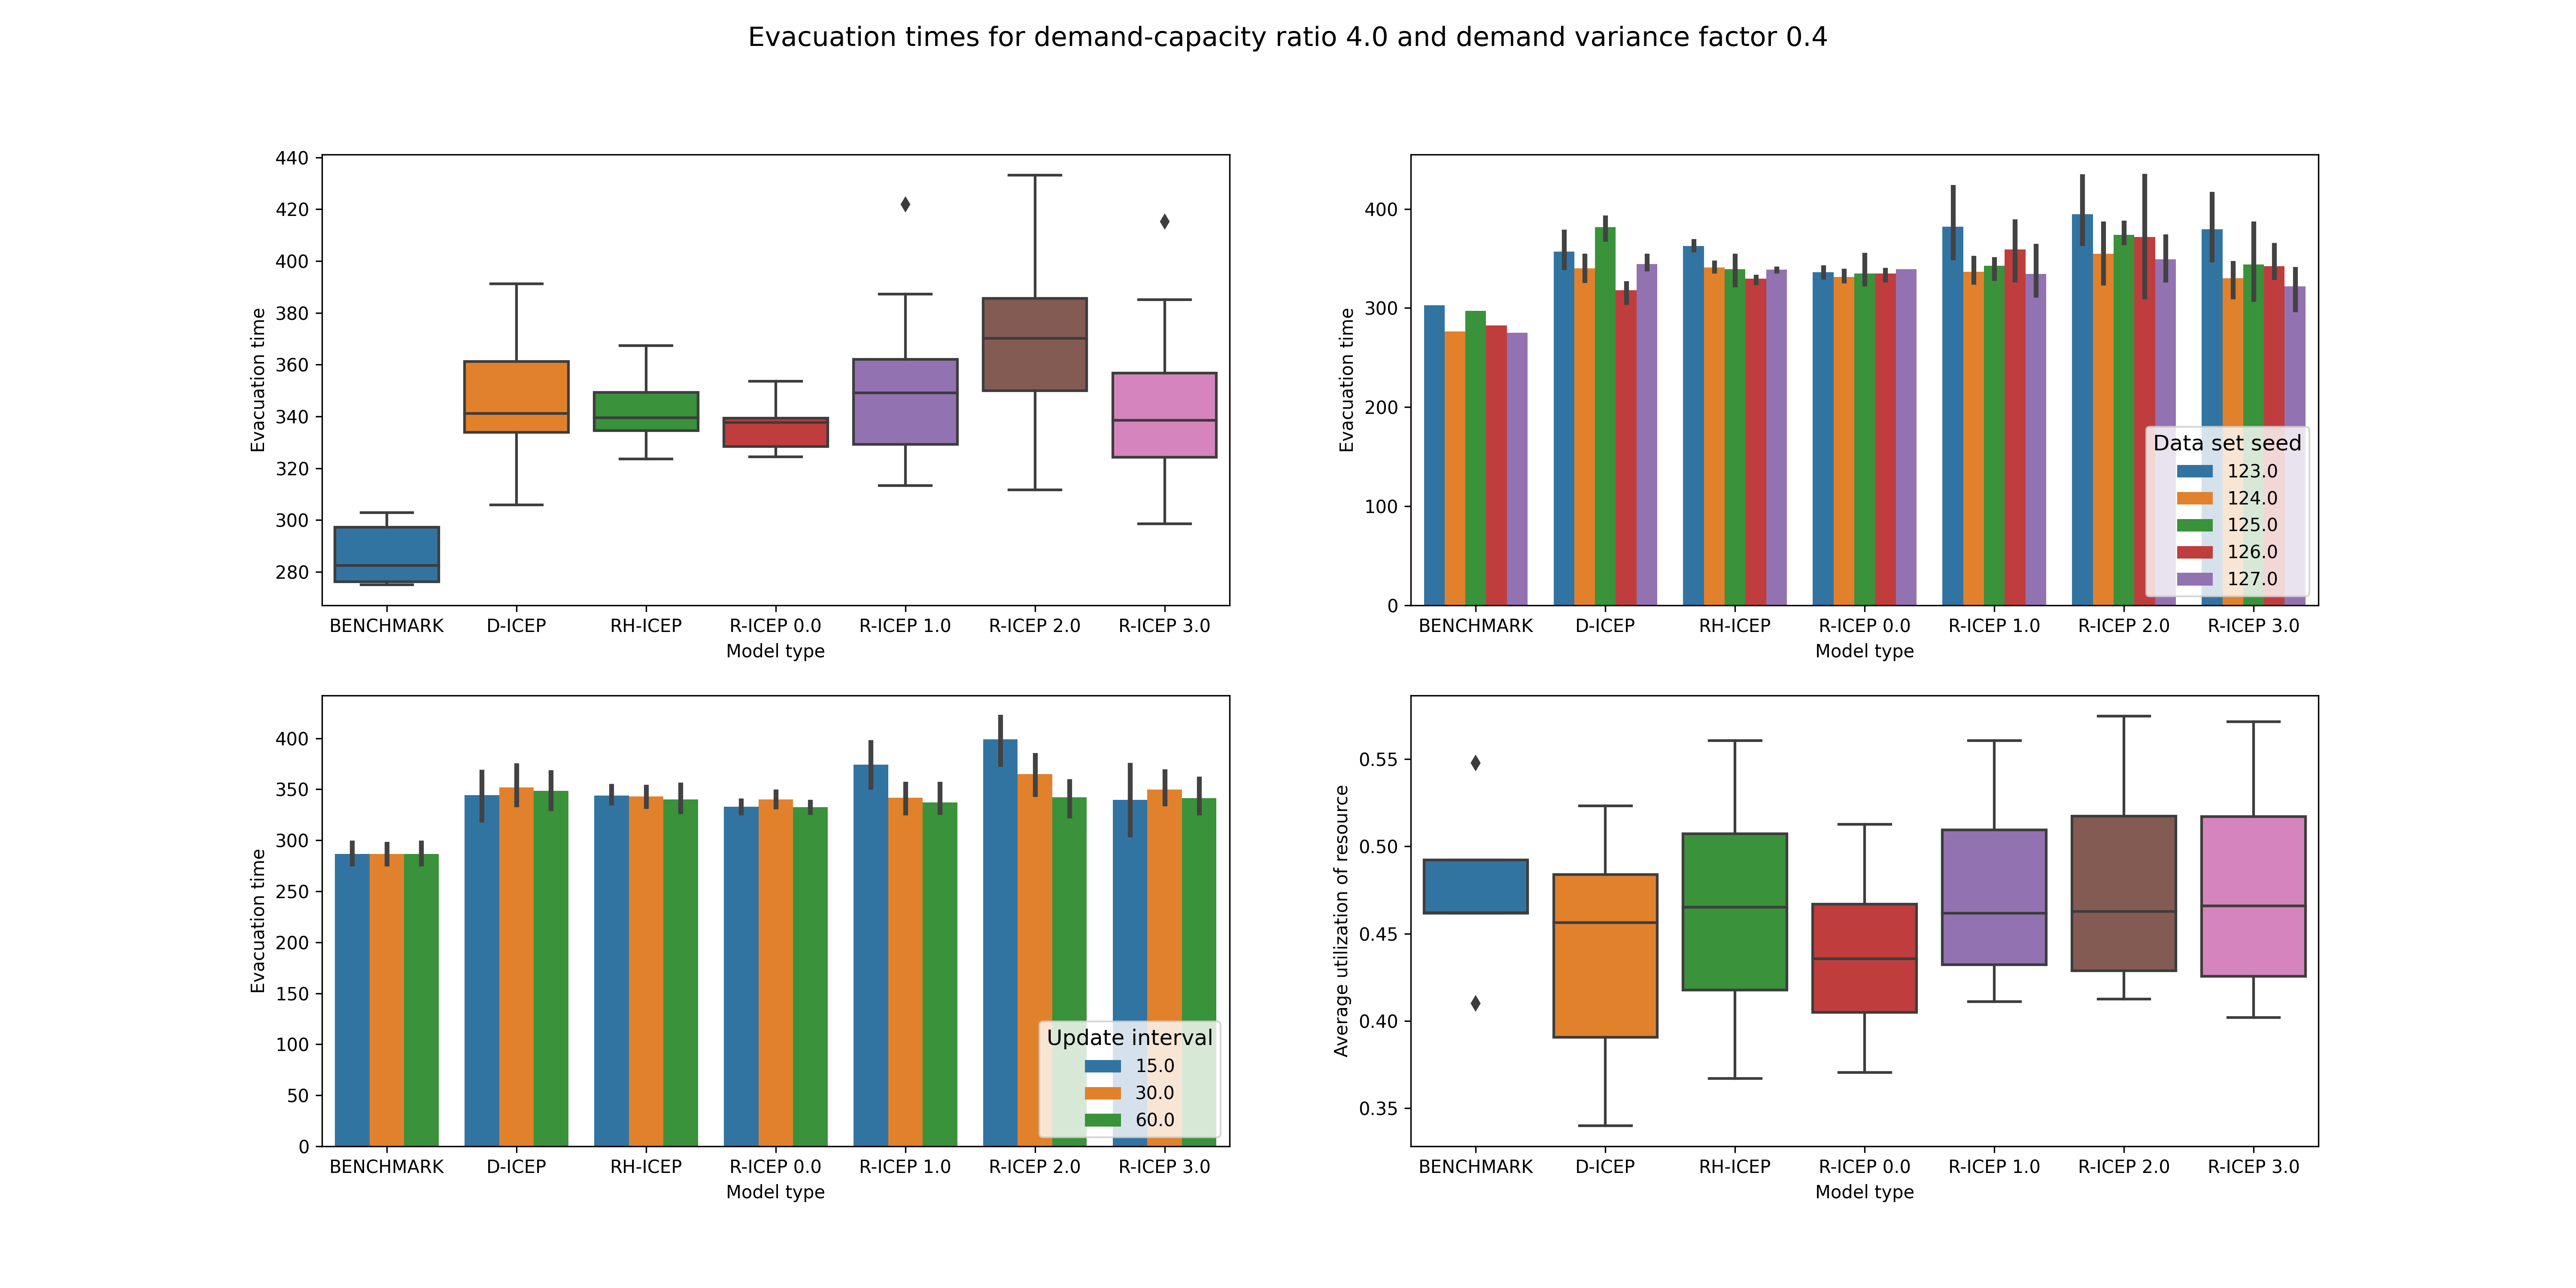 Evacuation times for demand-capacity ratio 4.0 and demand variance factor 0.4
440
420
400
380
360
340
320
300
280
Evacuation time
BENCHMARK D-ICEP RH-ICEP R-ICEP 0.0 R-ICEP 1.0 R-ICEP 2.0 R-ICEP 3.0
Model type
400
300
200
100
0
Evacuation time
Data set seed
123.0
124.0
125.0
126.0
127.0
BENCHMARK D-ICEP RH-ICEP R-ICEP 0.0 R-ICEP 1.0 R-ICEP 2.0 R-ICEP 3.0
Model type
400
350
300
250
200
150
100
50
0
Evacuation time
Update interval
15.0
30.0
60.0
BENCHMARK D-ICEP RH-ICEP R-ICEP 0.0 R-ICEP 1.0 R-ICEP 2.0 R-ICEP 3.0
Model type
0.55
0.50
0.45
0.40
0.35
Average utilization of resource
BENCHMARK D-ICEP RH-ICEP R-ICEP 0.0 R-ICEP 1.0 R-ICEP 2.0 R-ICEP 3.0
Model type